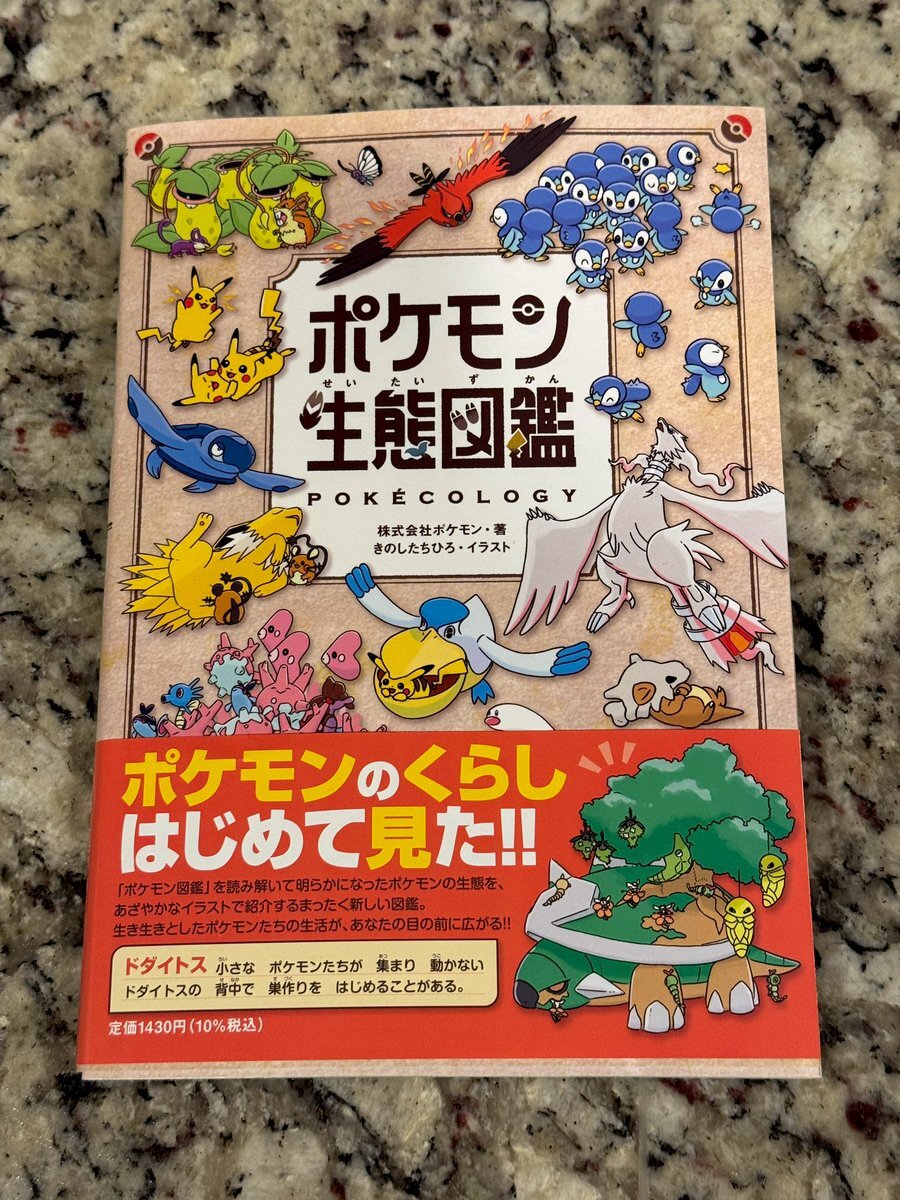 ポケモン
せいたいずかん
生態図鑑
POKÉCOLOGY
株式会社ポケモン・著
きのしたちひろ・イラスト
ポケモンのくらし
はじめて見た!!
「ポケモン図鑑」を読み解いて明らかになったポケモンの生態を、
あざやかなイラストで紹介するまったく新しい図鑑。
生き生きとしたポケモンたちの生活が、あなたの目の前に広がる!!
ドダイトス 小さな ポケモンたちが 集まり 動かない
ドダイトスの 背中で 巣作りを はじめることがある。
定価1430円(10%税込)